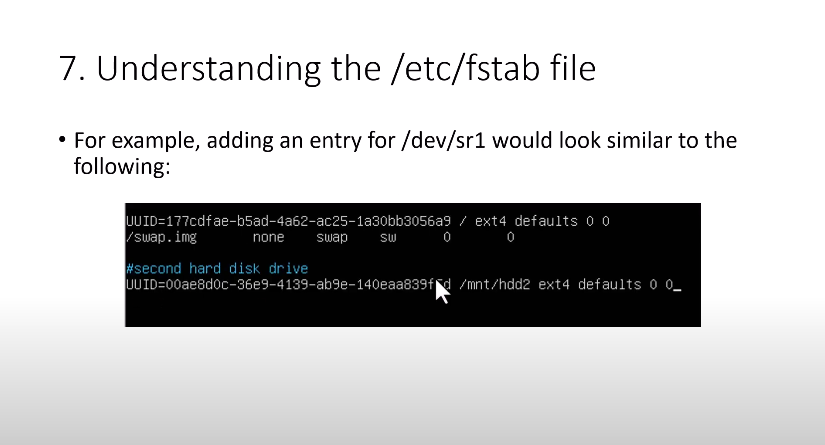 7. Understanding the /etc/fstab file
• For example, adding an entry for /dev/sr1 would look similar to the
following:
UUID=177cdfae-b5ad-4a62-ac25-1a30bb3056a9 / ext4 defaults 0 0
/swap.img none swap sw 0 0
#second hard disk drive
/mnt/hdd2 ext4 defaults 0 0_